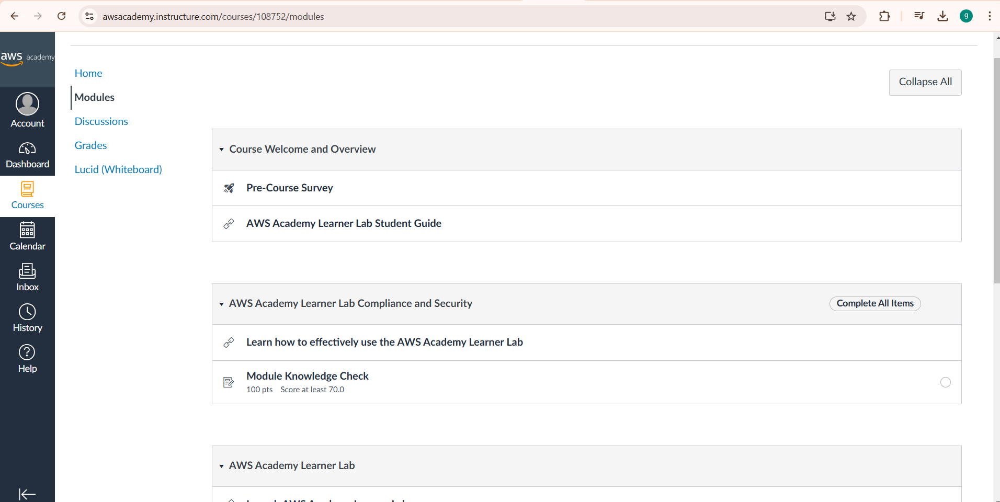 awsacademy.instructure.com/courses/108752/modules
g
aws academy
Account
Dashboard
Courses
Calendar
Inbox
History
Help
Home
Modules
Discussions
Grades
Lucid (Whiteboard)
Collapse All
Course Welcome and Overview
Pre-Course Survey
AWS Academy Learner Lab Student Guide
AWS Academy Learner Lab Compliance and Security
Complete All Items
Learn how to effectively use the AWS Academy Learner Lab
Module Knowledge Check
100 pts Score at least 70.0
AWS Academy Learner Lab